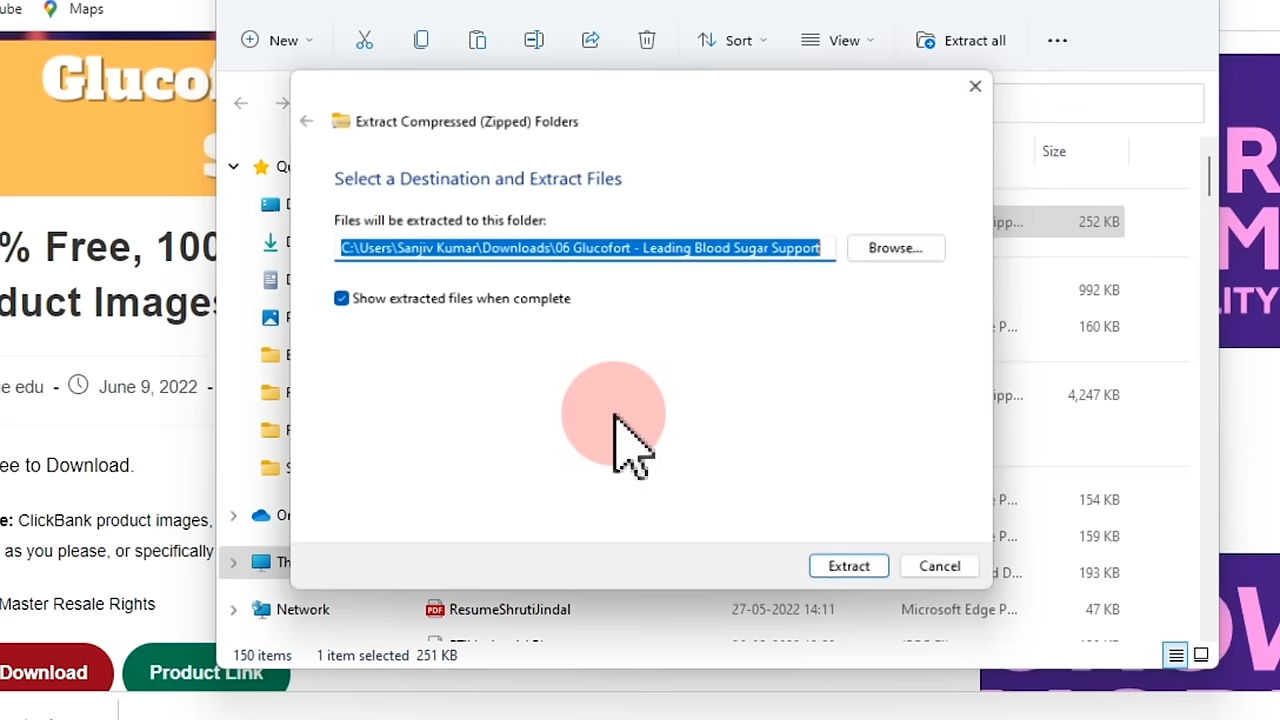 ube Maps
New Sort View Extract all
Glucof
Extract Compressed (Zipped) Folders
Size
Select a Destination and Extract Files
Files will be extracted to this folder:
ipp... 252 KB
C:\Users\Sanjiv Kumar\Downloads\06 Glucofort - Leading Blood Sugar Support
Browse...
% Free, 100
duct Images
Show extracted files when complete
992 KB
P... 160 KB
LITY
e edu - June 9, 2022 -
ipp... 4,247 KB
ee to Download.
e: ClickBank product images,
as you please, or specifically
P... 154 KB
P... 159 KB
d D... 193 KB
Extract Cancel
Master Resale Rights
Network ResumeShrutiJindal 27-05-2022 14:11 Microsoft Edge P... 47 KB
150 items 1 item selected 251 KB
Download Product Link